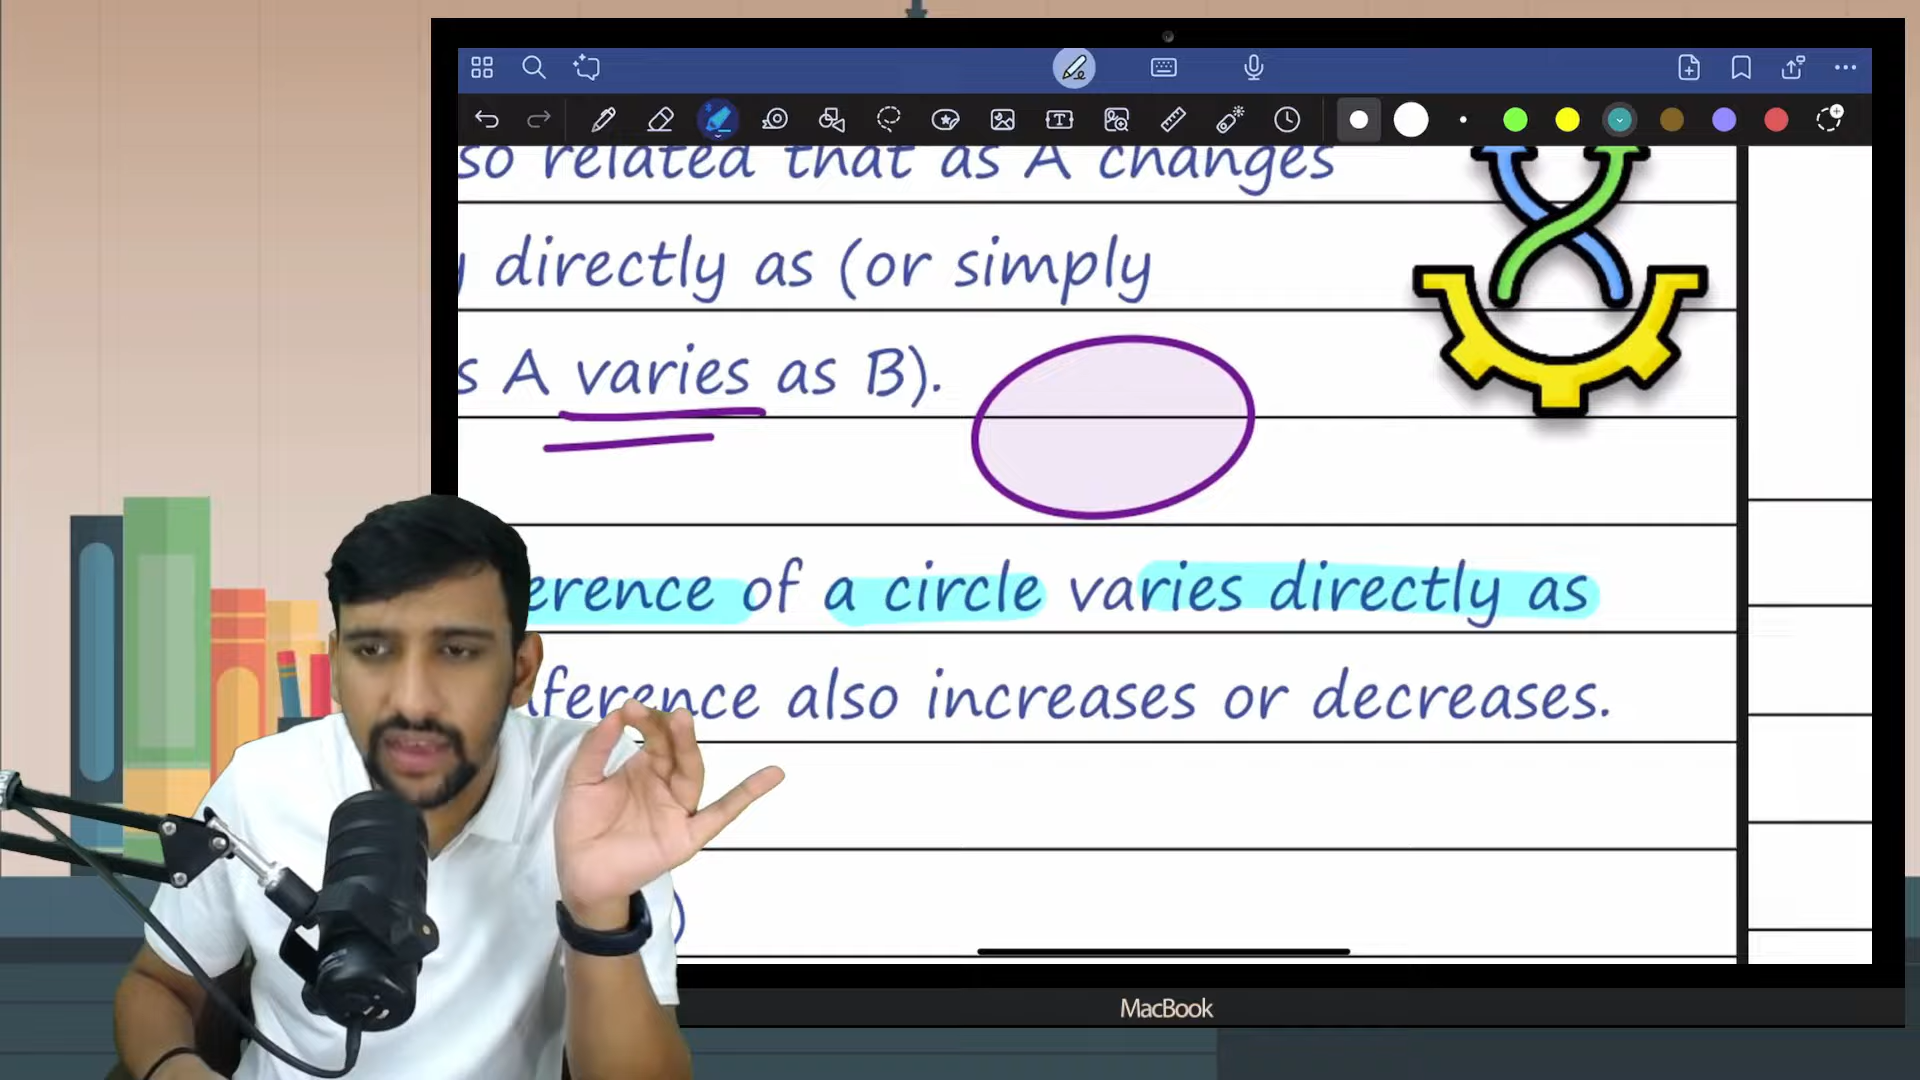 so related that as A changes
directly as (or simply
s A varies as B).
erence of a circle varies directly as
ference also increases or decreases.
)
MacBook